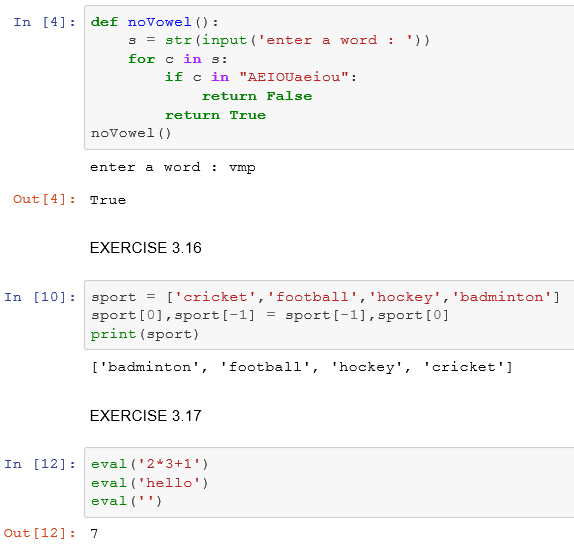 In [4]: def noVowel():
    s = str(input('enter a word : '))
    for c in s:
        if c in "AEIOUaeiou":
            return False
        return True
noVowel()
enter a word : vmp
Out[4]: True
EXERCISE 3.16
In [10]: sport = ['cricket','football','hockey','badminton']
sport[0],sport[-1] = sport[-1],sport[0]
print(sport)
['badminton', 'football', 'hockey', 'cricket']
EXERCISE 3.17
In [12]: eval('2*3+1')
eval('hello')
eval('')
Out[12]: 7